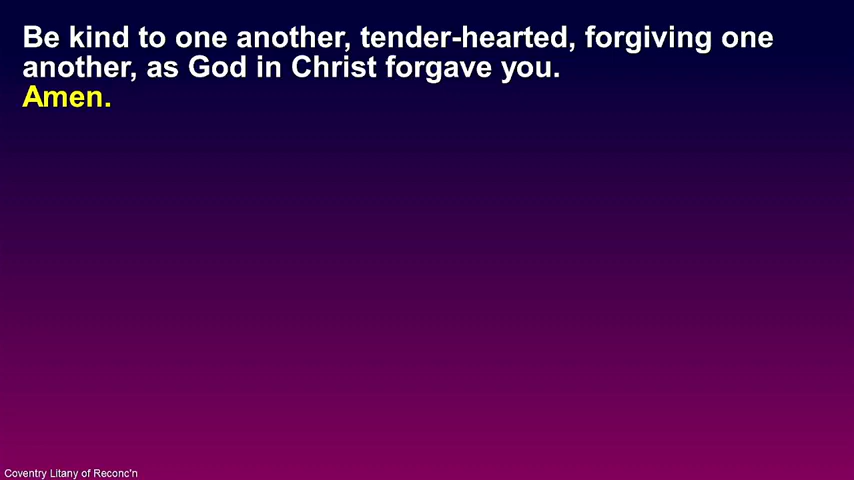 Be kind to one another, tender-hearted, forgiving one
another, as God in Christ forgave you.
Amen.
Coventry Litany of Reconc'n